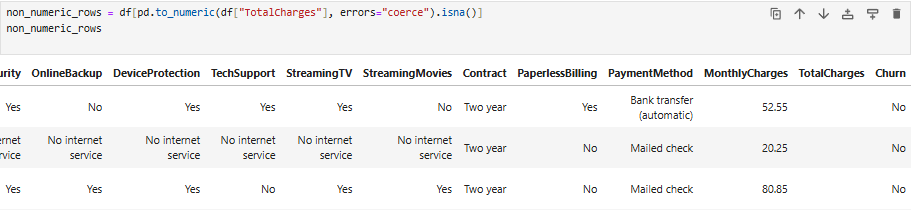 non_numeric_rows = df[pd.to_numeric(df["TotalCharges"], errors="coerce").isna()]
non_numeric_rows
urity OnlineBackup DeviceProtection TechSupport StreamingTV StreamingMovies Contract PaperlessBilling PaymentMethod MonthlyCharges TotalCharges Churn
Yes No Yes Yes Yes No Two year Yes Bank transfer (automatic) 52.55 No
ernet rvice No internet service No internet service No internet service No internet service No internet service Two year No Mailed check 20.25 No
Yes Yes Yes No Yes Yes Two year No Mailed check 80.85 No